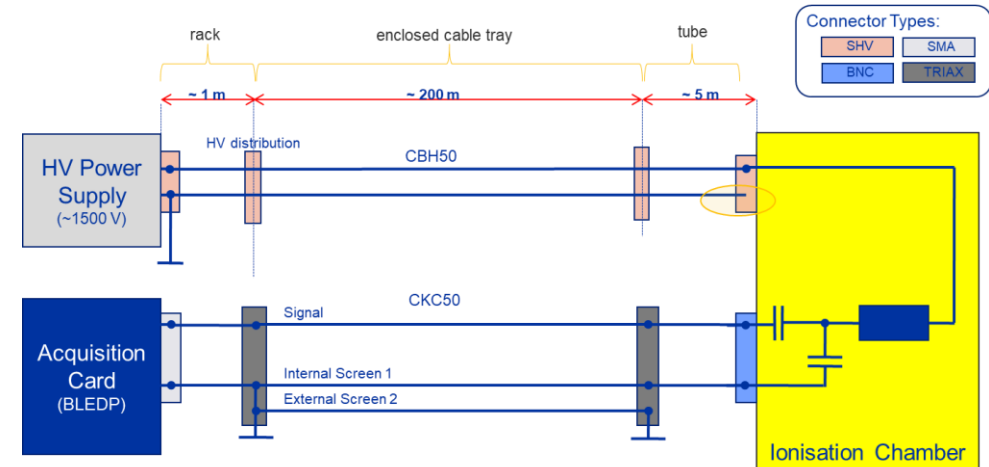 rack
enclosed cable tray
tube
Connector Types:
SHV
SMA
BNC
TRIAX
~ 1 m
~ 200 m
~ 5 m
HV distribution
CBH50
HV Power
Supply
(~1500 V)
CKC50
Signal
Acquisition
Card
(BLEDP)
Internal Screen 1
External Screen 2
Ionisation Chamber